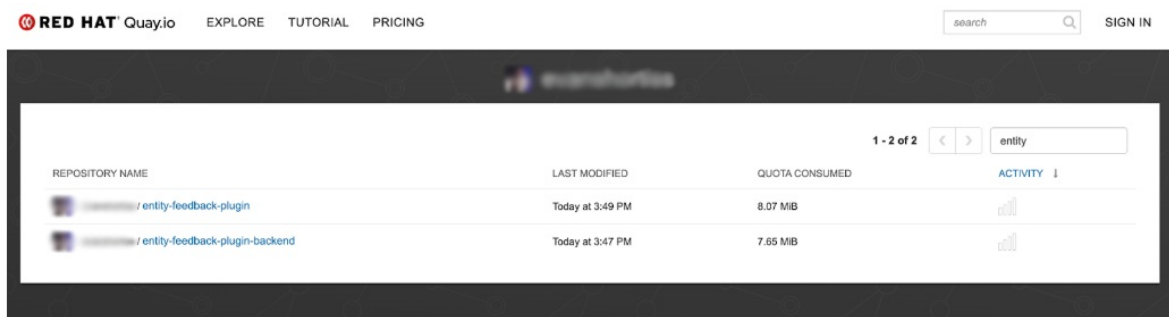 RED HAT Quay.io EXPLORE TUTORIAL PRICING search SIGN IN
1 - 2 of 2 < > entity
REPOSITORY NAME LAST MODIFIED QUOTA CONSUMED ACTIVITY ↓
/ entity-feedback-plugin Today at 3:49 PM 8.07 MiB
/ entity-feedback-plugin-backend Today at 3:47 PM 7.65 MiB